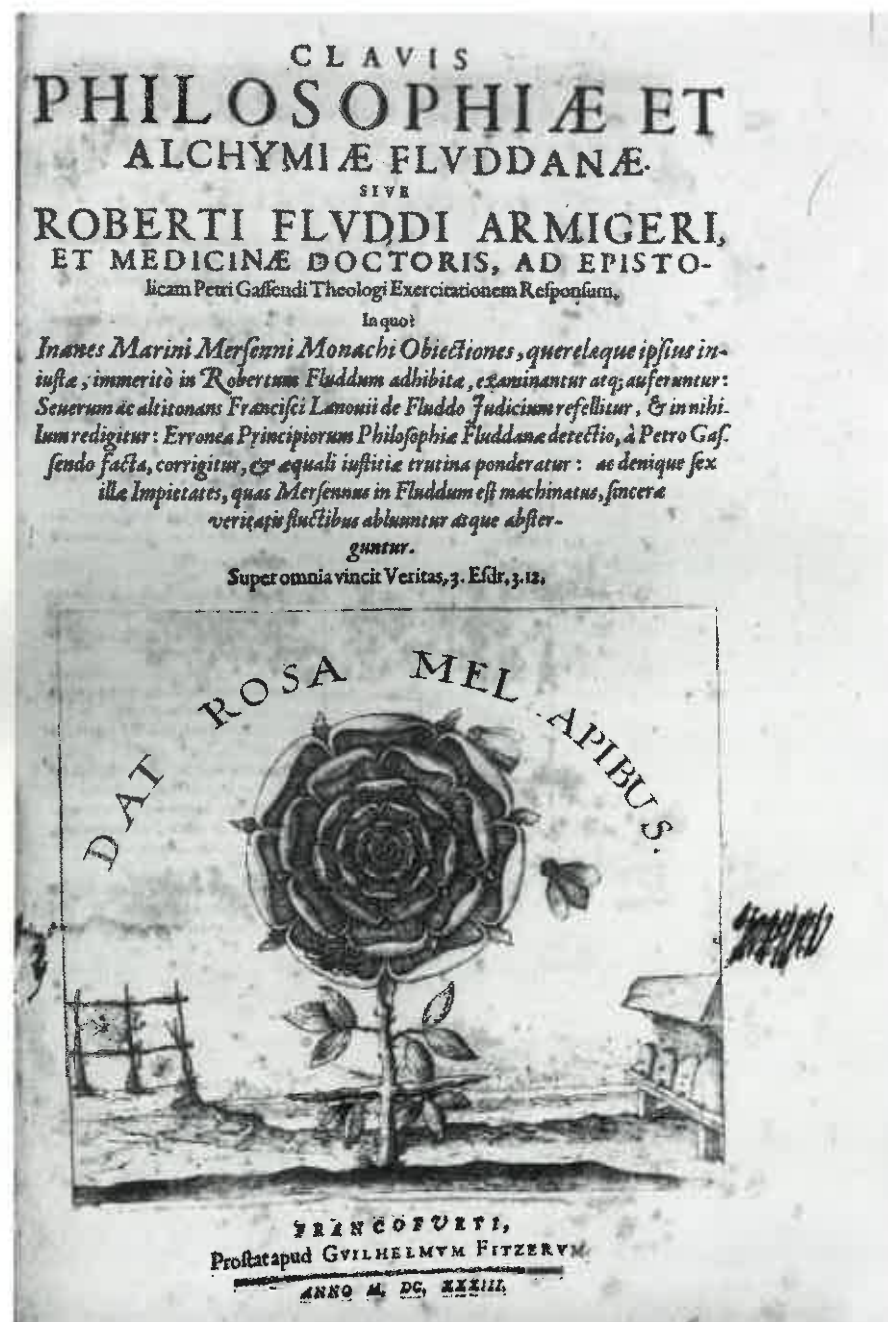 CLAVIS
PHILOSOPHIÆ ET
ALCHYMIÆ FLVDDANÆ.
SIVE
ROBERTI FLVDDI ARMIGERI,
ET MEDICINÆ DOCTORIS, AD EPISTO-
licam Petri Gaſſendi Theologi Exercitationem Reſponſum.
In quo:
Inanes Marini Merſenni Monachi Obiectiones, querelæque ipſius in-
iuſtæ, immeritò in Robertum Fluddum adhibitæ, examinantur atq; auferuntur:
Seuerum ac altitonans Franciſci Lanouii de Fluddo Judicium refellitur, & in nihi-
lum redigitur: Erronea Principiorum Philoſophiæ Fluddanæ detectio, à Petro Gaſ-
ſendo facta, corrigitur, & æquali iuſtitiæ trutina ponderatur: ac denique ſex
illæ Impietates, quas Merſennus in Fluddum eſt machinatus, ſinceræ
veritatis fluctibus abluuntur atque abſter-
guntur.
Super omnia vincit Veritas, 3. Eſdr. 3. 12.
DAT ROSA MEL APIBUS.
FRANCOFURTI,
Proſtat apud GVILHELMVM FITZERVM.
ANNO M. DC. XXXIII.